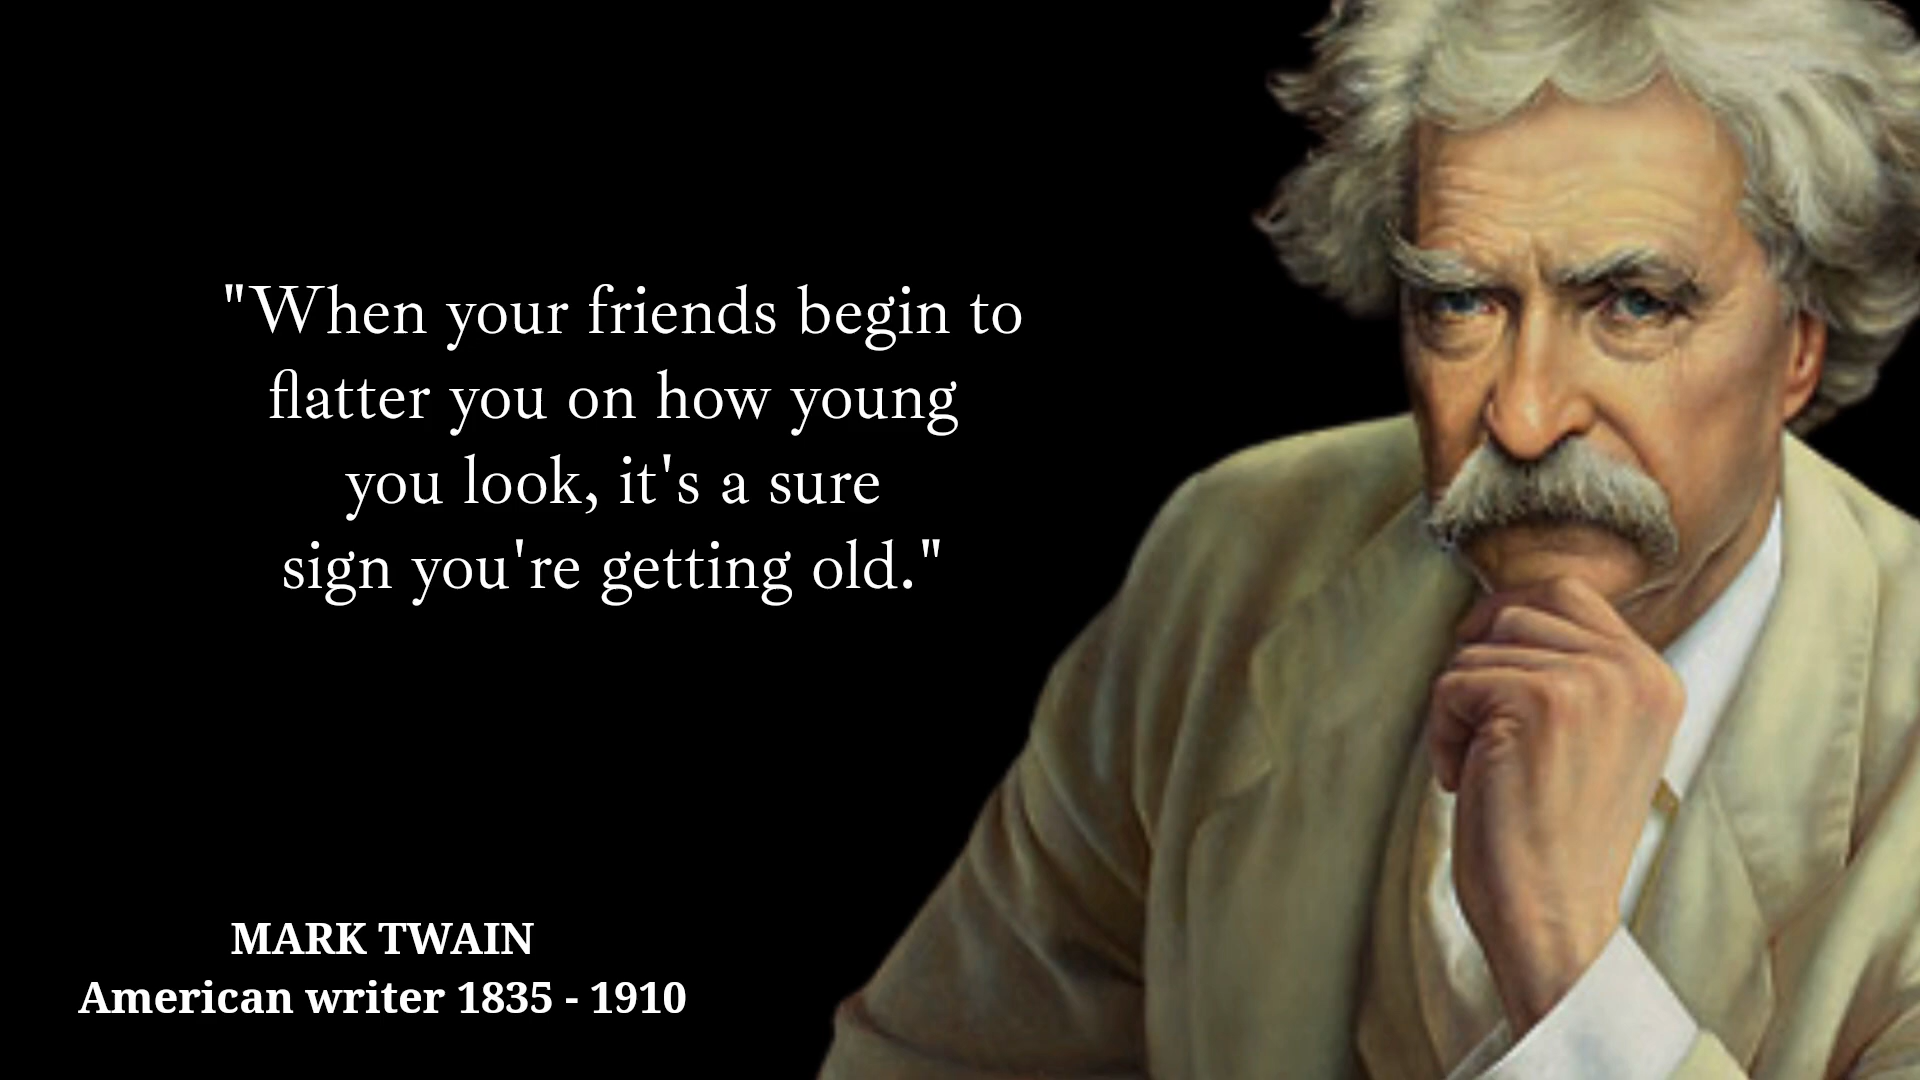 "When your friends begin to
flatter you on how young
you look, it's a sure
sign you're getting old."
MARK TWAIN
American writer 1835 - 1910